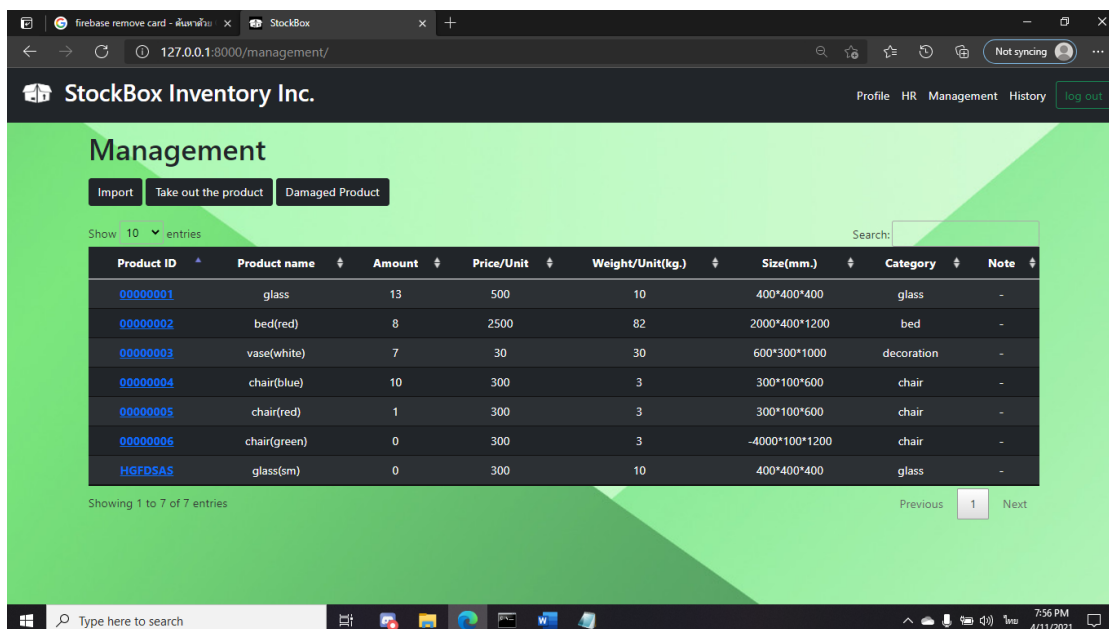 firebase remove card - ค้นหาด้วย StockBox
127.0.0.1:8000/management/ Not syncing
StockBox Inventory Inc. Profile HR Management History log out
Management
Import Take out the product Damaged Product
Show 10 entries Search:
Product ID Product name Amount Price/Unit Weight/Unit(kg.) Size(mm.) Category Note
00000001 glass 13 500 10 400*400*400 glass -
00000002 bed(red) 8 2500 82 2000*400*1200 bed -
00000003 vase(white) 7 30 30 600*300*1000 decoration -
00000004 chair(blue) 10 300 3 300*100*600 chair -
00000005 chair(red) 1 300 3 300*100*600 chair -
00000006 chair(green) 0 300 3 -4000*100*1200 chair -
HGFDSAS glass(sm) 0 300 10 400*400*400 glass -
Showing 1 to 7 of 7 entries Previous 1 Next
Type here to search ไทย 7:56 PM
4/11/2021